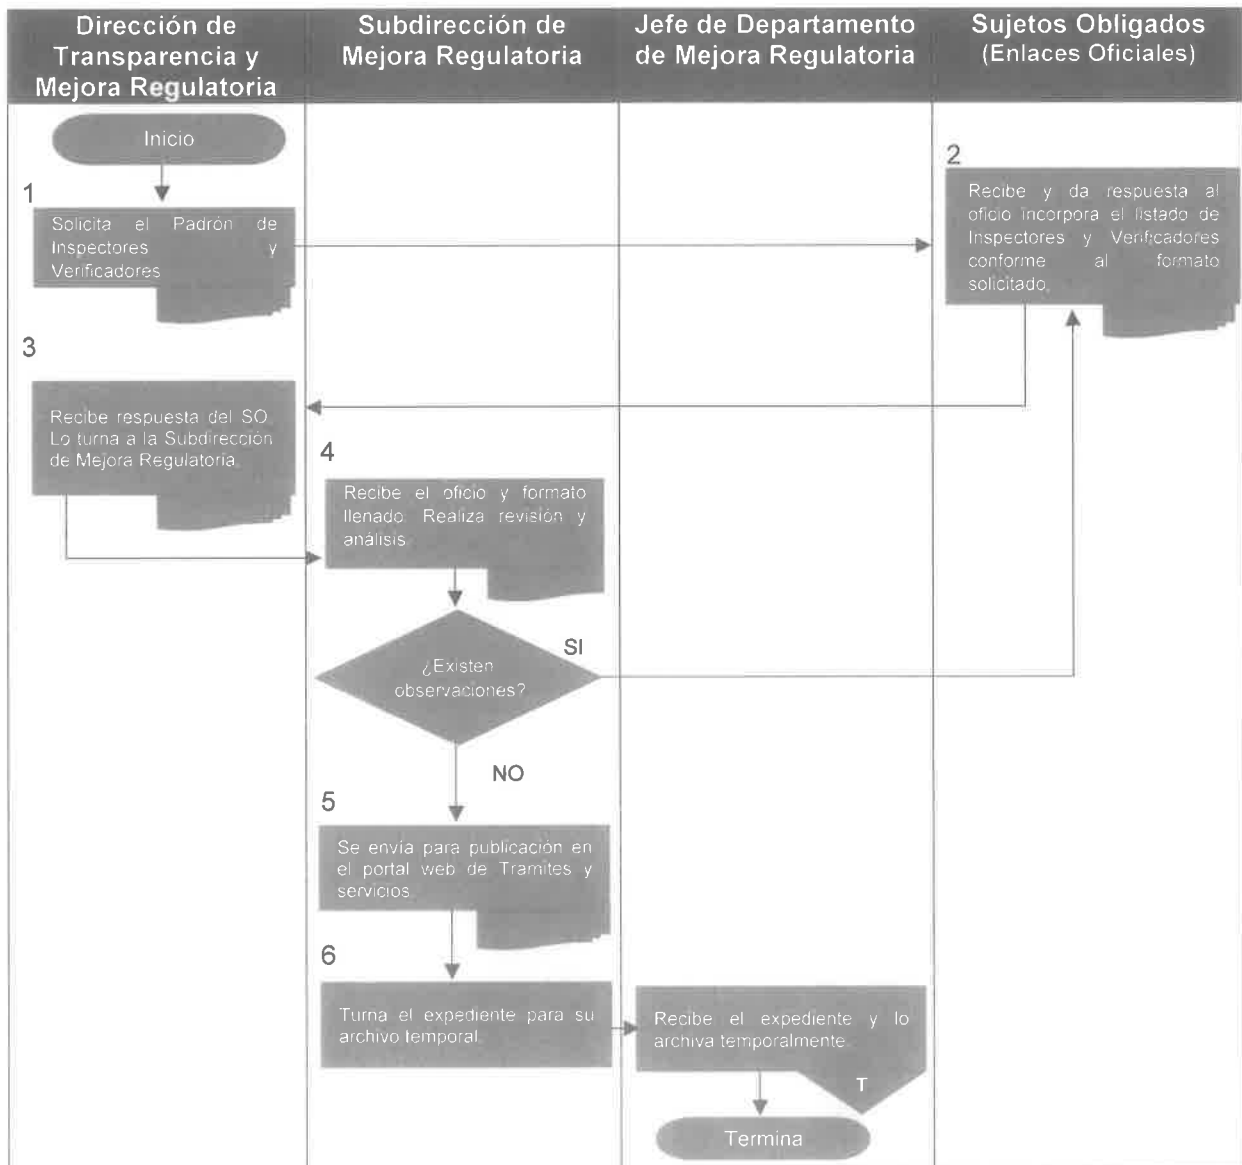 Dirección de
Transparencia y
Mejora Regulatoria
Subdirección de
Mejora Regulatoria
Jefe de Departamento
de Mejora Regulatoria
Sujetos Obligados
(Enlaces Oficiales)
Inicio
1
Solicita el Padrón de
Inspectores y
Verificadores
2
Recibe y da respuesta al
oficio incorpora el listado de
Inspectores y Verificadores
conforme al formato
solicitado.
3
Recibe respuesta del SO.
Lo turna a la Subdirección
de Mejora Regulatoria.
4
Recibe el oficio y formato
llenado. Realiza revisión y
análisis
¿Existen
observaciones?
SI
NO
5
Se envía para publicación en
el portal web de Tramites y
servicios
6
Turna el expediente para su
archivo temporal.
Recibe el expediente y lo
archiva temporalmente.
T
Termina